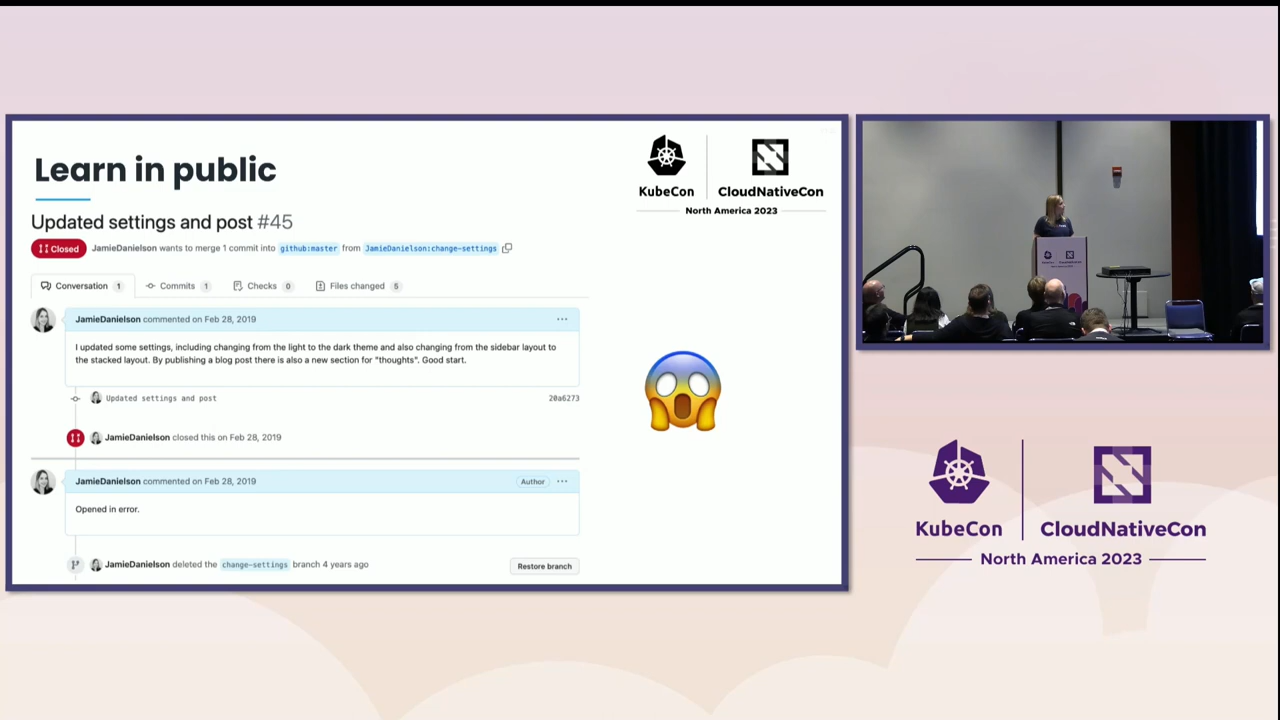 Learn in public
KubeCon
CloudNativeCon
North America 2023
Updated settings and post #45
Closed
JamieDanielson wants to merge 1 commit into github:master from JamieDanielson:change-settings
Conversation 1
Commits 1
Checks 0
Files changed 5
JamieDanielson commented on Feb 28, 2019
I updated some settings, including changing from the light to the dark theme and also changing from the sidebar layout to
the stacked layout. By publishing a blog post there is also a new section for "thoughts". Good start.
Updated settings and post
20a6273
JamieDanielson closed this on Feb 28, 2019
JamieDanielson commented on Feb 28, 2019
Author
Opened in error.
JamieDanielson deleted the change-settings branch 4 years ago
Restore branch
KubeCon
CloudNativeCon
North America 2023